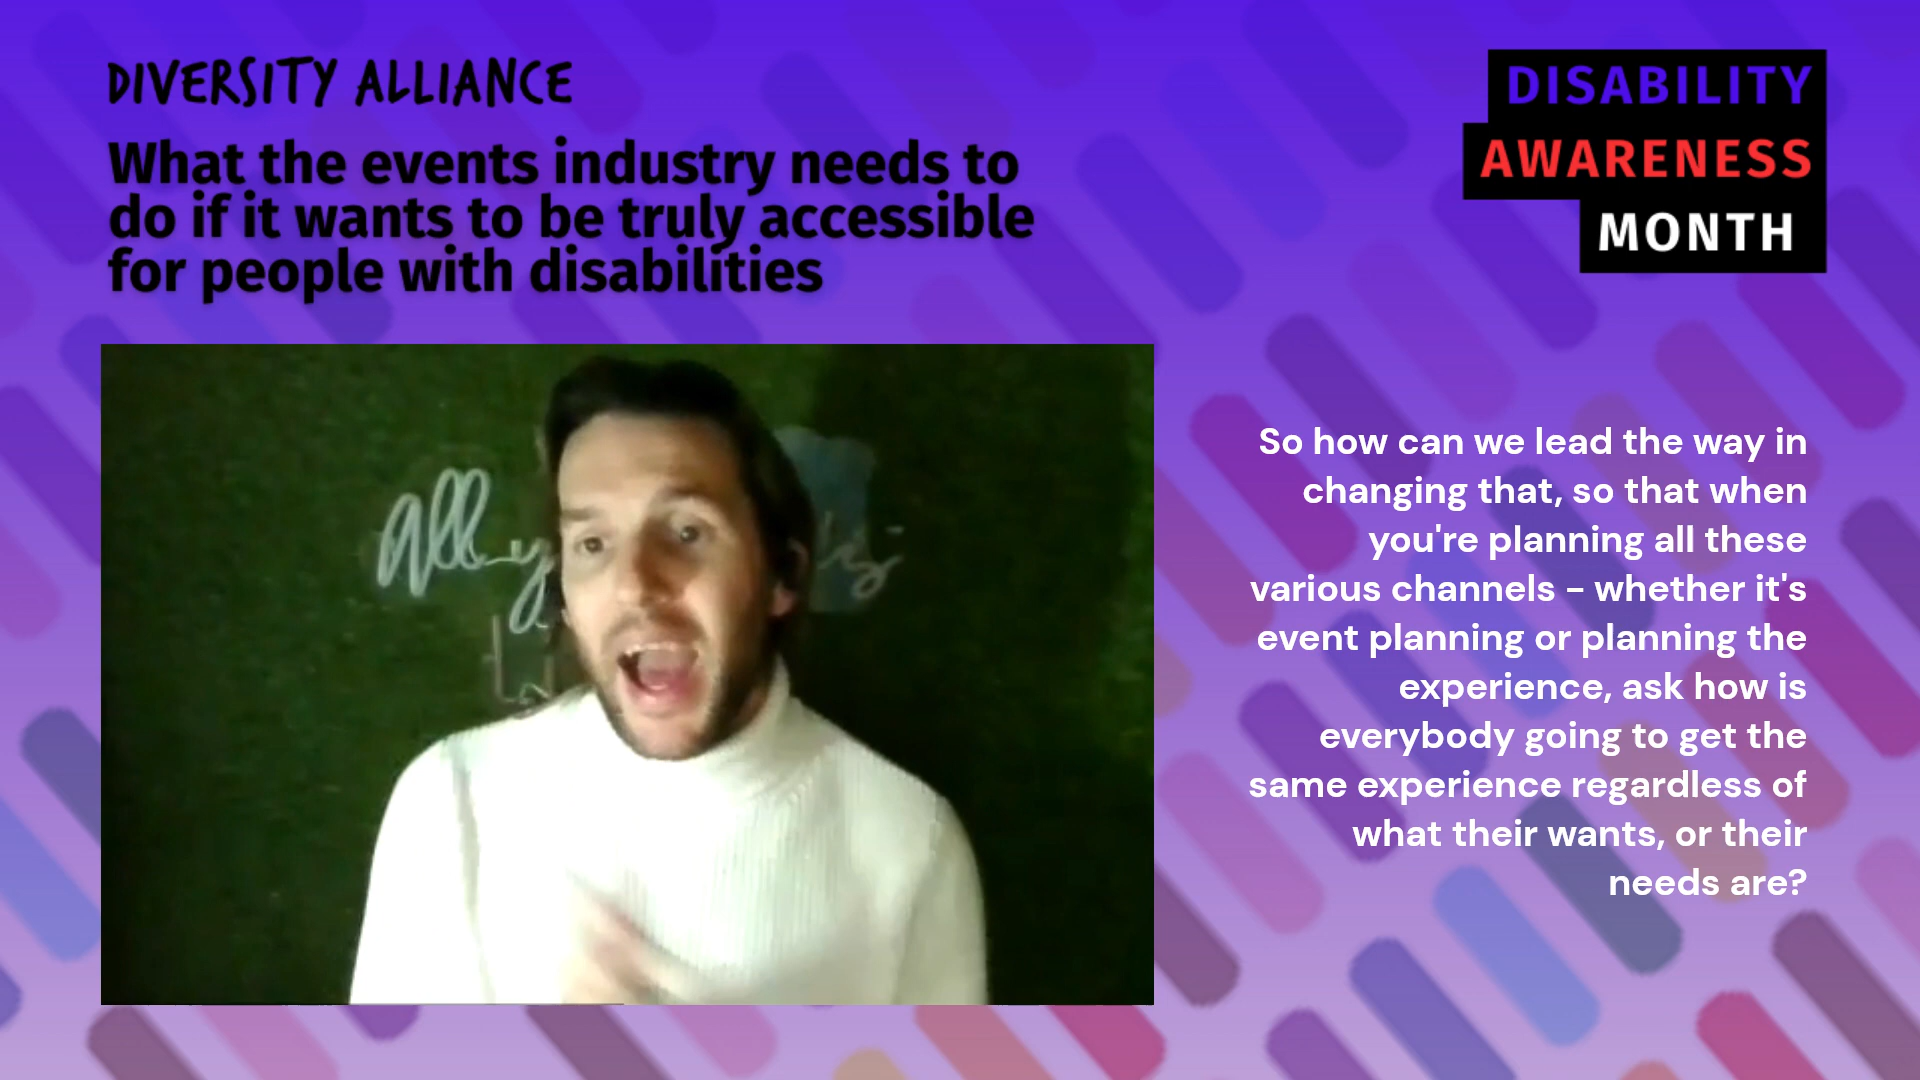 DIVERSITY ALLIANCE
What the events industry needs to
do if it wants to be truly accessible
for people with disabilities
DISABILITY
AWARENESS
MONTH
So how can we lead the way in
changing that, so that when
you're planning all these
various channels – whether it's
event planning or planning the
experience, ask how is
everybody going to get the
same experience regardless of
what their wants, or their
needs are?